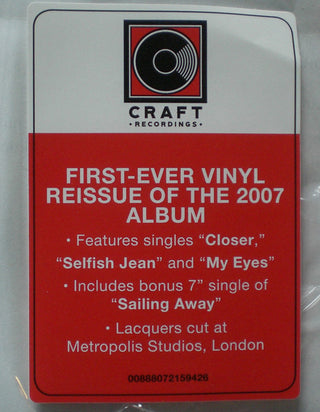 CRAFT
• RECORDINGS •
FIRST-EVER VINYL
REISSUE OF THE 2007
ALBUM
• Features singles “Closer,”
“Selfish Jean” and “My Eyes”
• Includes bonus 7” single of
“Sailing Away”
• Lacquers cut at
Metropolis Studios, London
00888072159426